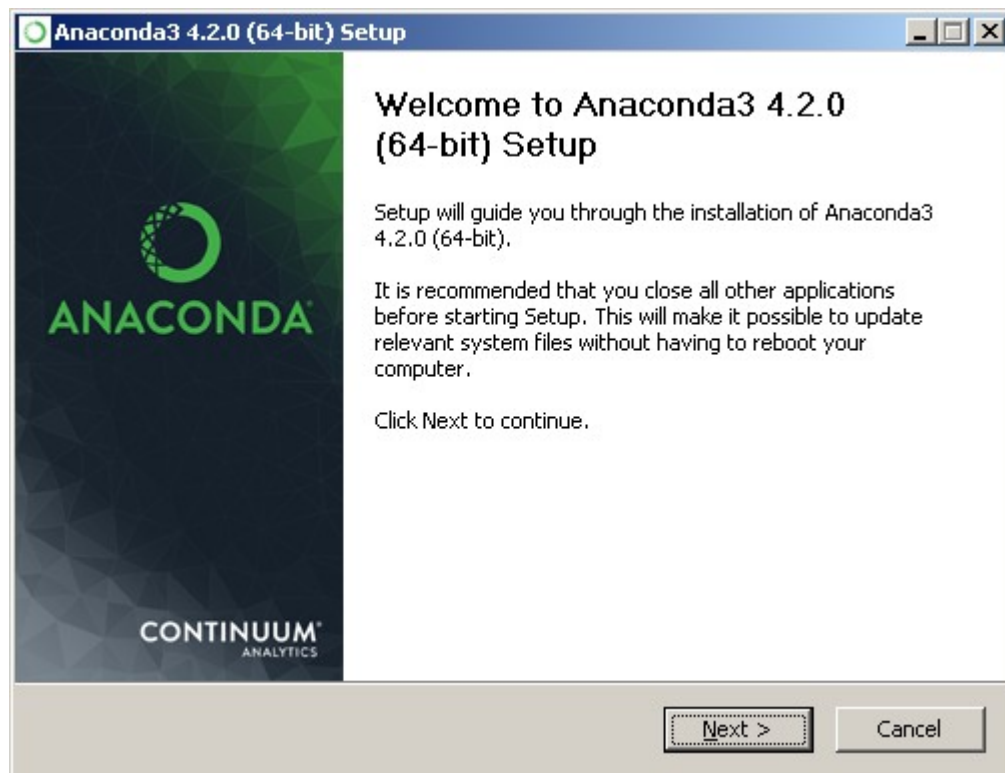 Anaconda3 4.2.0 (64-bit) Setup
ANACONDA
CONTINUUM
ANALYTICS
Welcome to Anaconda3 4.2.0
(64-bit) Setup
Setup will guide you through the installation of Anaconda3
4.2.0 (64-bit).
It is recommended that you close all other applications
before starting Setup. This will make it possible to update
relevant system files without having to reboot your
computer.
Click Next to continue.
Next >
Cancel